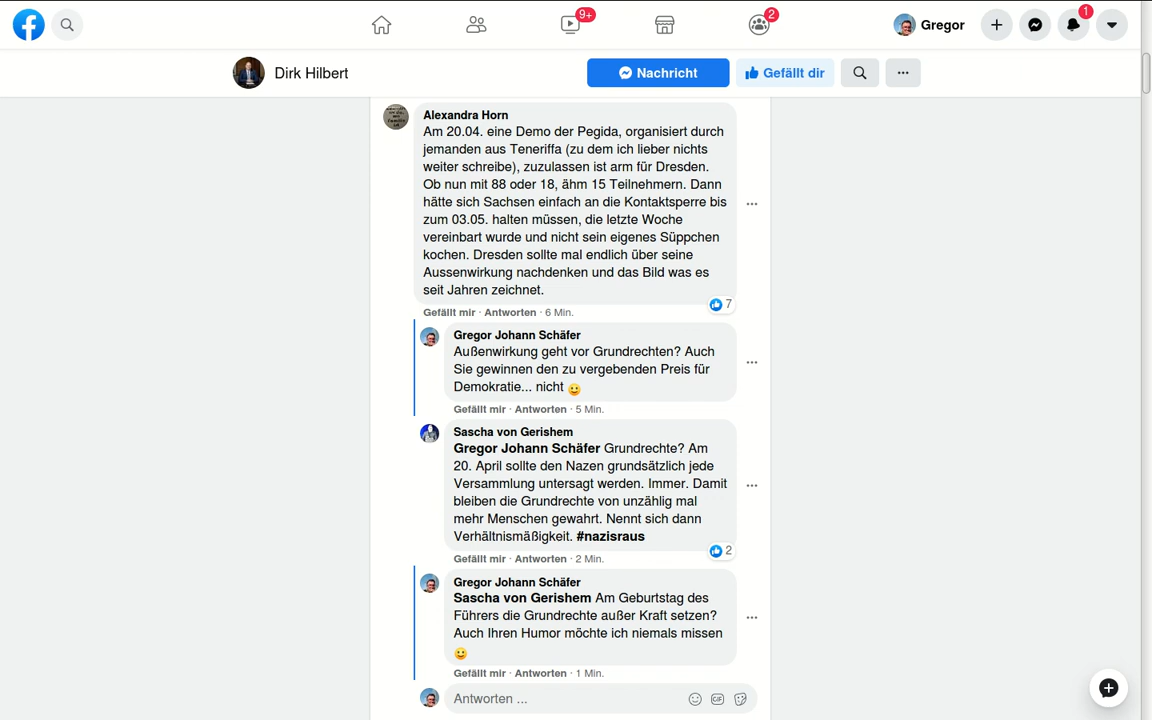 9+
2
1
Gregor
Dirk Hilbert
Nachricht
Gefällt dir
Alexandra Horn
Am 20.04. eine Demo der Pegida, organisiert durch
jemanden aus Teneriffa (zu dem ich lieber nichts
weiter schreibe), zuzulassen ist arm für Dresden.
Ob nun mit 88 oder 18, ähm 15 Teilnehmern. Dann
hätte sich Sachsen einfach an die Kontaktsperre bis
zum 03.05. halten müssen, die letzte Woche
vereinbart wurde und nicht sein eigenes Süppchen
kochen. Dresden sollte mal endlich über seine
Aussenwirkung nachdenken und das Bild was es
seit Jahren zeichnet.
7
Gefällt mir · Antworten · 6 Min.
Gregor Johann Schäfer
Außenwirkung geht vor Grundrechten? Auch
Sie gewinnen den zu vergebenden Preis für
Demokratie... nicht 🙂
Gefällt mir · Antworten · 5 Min.
Sascha von Gerishem
Gregor Johann Schäfer Grundrechte? Am
20. April sollte den Nazen grundsätzlich jede
Versammlung untersagt werden. Immer. Damit
bleiben die Grundrechte von unzählig mal
mehr Menschen gewahrt. Nennt sich dann
Verhältnismäßigkeit. #nazisraus
2
Gefällt mir · Antworten · 2 Min.
Gregor Johann Schäfer
Sascha von Gerishem Am Geburtstag des
Führers die Grundrechte außer Kraft setzen?
Auch Ihren Humor möchte ich niemals missen
🙂
Gefällt mir · Antworten · 1 Min.
Antworten ...
GIF